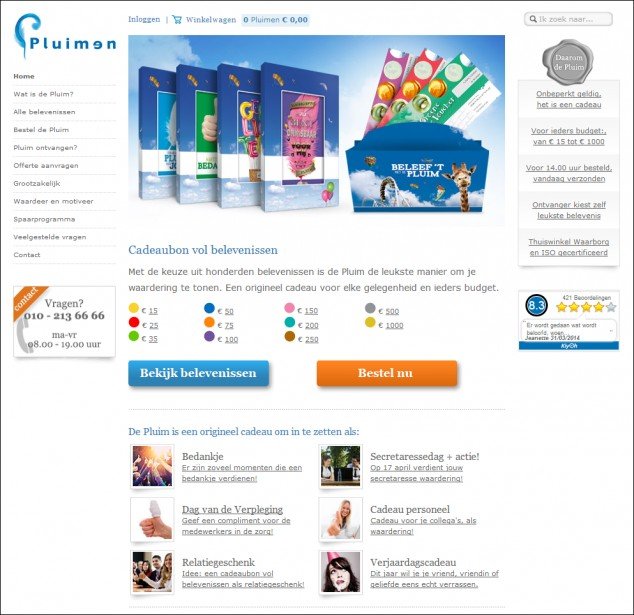 Pluimen
Inloggen | Winkelwagen 0 Pluimen € 0,00
Ik zoek naar...
Home
Wat is de Pluim?
Alle belevenissen
Bestel de Pluim
Pluim ontvangen?
Offerte aanvragen
Grootzakelijk
Waardeer en motiveer
Spaarprogramma
Veelgestelde vragen
Contact
contact
Vragen?
010 - 213 66 66
ma-vr
08.00 - 19.00 uur
BEDA
BELEEF'T
PLUIM
Cadeaubon vol belevenissen
Met de keuze uit honderden belevenissen is de Pluim de leukste manier om je
waardering te tonen. Een origineel cadeau voor elke gelegenheid en ieders budget.
€ 15 € 50 € 150 € 500
€ 25 € 75 € 200 € 1000
€ 35 € 100 € 250
Bekijk belevenissen
Bestel nu
De Pluim is een origineel cadeau om in te zetten als:
Bedankje
Er zijn zoveel momenten die een
bedankje verdienen!
Secretaressedag + actie!
Op 17 april verdient jouw
secretaresse waardering!
Dag van de Verpleging
Geef een compliment voor de
medewerkers in de zorg!
Cadeau personeel
Cadeau voor je collega's, als
waardering!
Relatiegeschenk
Idee: een cadeaubon vol
belevenissen als relatiegeschenk!
Verjaardagscadeau
Dit jaar wil je je vriend, vriendin of
geliefde eens echt verrassen.
Daarom
de Pluim
Onbeperkt geldig,
het is een cadeau
Voor ieders budget:,
van € 15 tot € 1000
Voor 14.00 uur besteld,
vandaag verzonden
Ontvanger kiest zelf
leukste belevenis
Thuiswinkel Waarborg
en ISO gecertificeerd
8.3
421 Beoordelingen
Er wordt gedaan wat wordt
beloofd, woen
Jeanette 31/03/2014
KiyOh